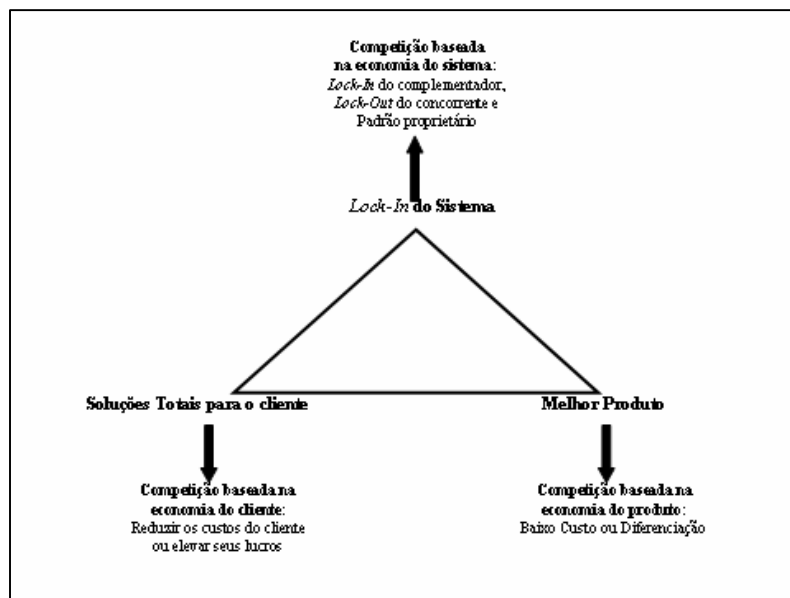 Competição baseada
na economia do sistema:
Lock-In do complementador,
Lock-Out do concorrente e
Padrão proprietário
Lock-In do Sistema
Soluções Totais para o cliente
Melhor Produto
Competição baseada na
economia do cliente:
Reduzir os custos do cliente
ou elevar seus lucros
Competição baseada na
economia do produto:
Baixo Custo ou Diferenciação